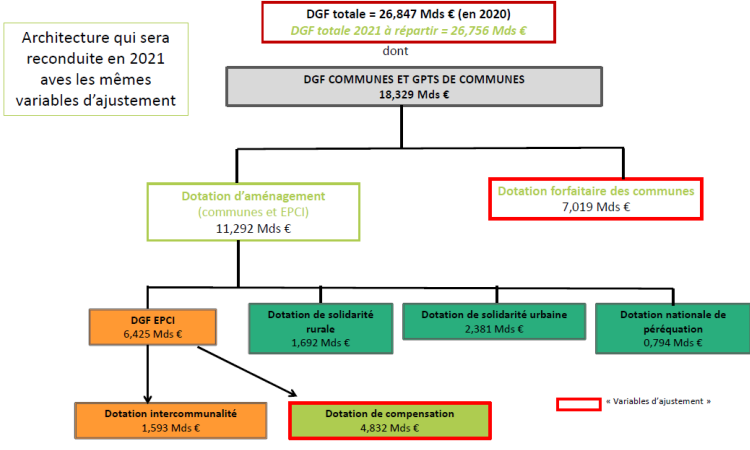 DGF totale = 26,847 Mds € (en 2020)
DGF totale 2021 à répartir = 26,756 Mds €
dont
Architecture qui sera
reconduite en 2021
aves les mêmes
variables d’ajustement
DGF COMMUNES ET GPTS DE COMMUNES
18,329 Mds €
Dotation d’aménagement
(communes et EPCI)
11,292 Mds €
Dotation forfaitaire des communes
7,019 Mds €
DGF EPCI
6,425 Mds €
Dotation de solidarité
rurale
1,692 Mds €
Dotation de solidarité urbaine
2,381 Mds €
Dotation nationale de
péréquation
0,794 Mds €
Dotation intercommunalité
1,593 Mds €
Dotation de compensation
4,832 Mds €
« Variables d’ajustement »